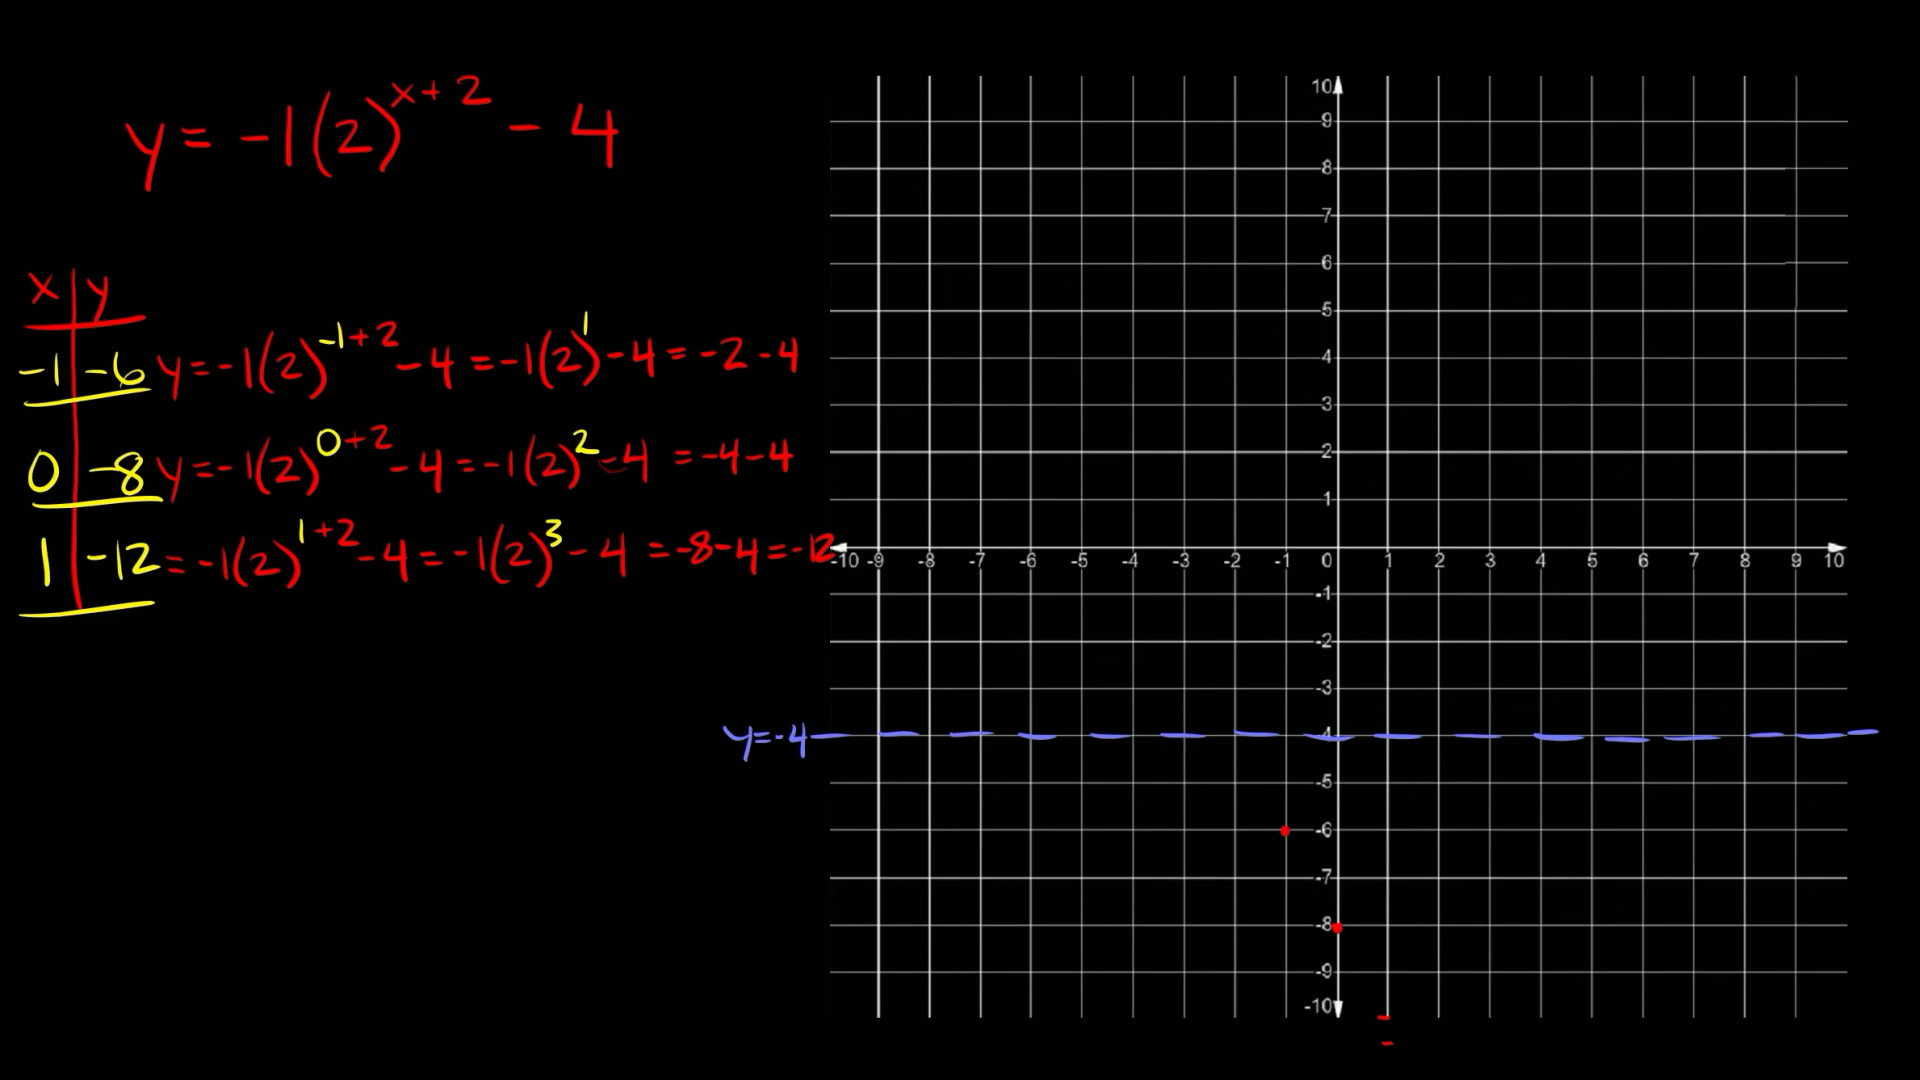 y = -1(2)^{x+2} - 4
x | y
-1 | -6 y = -1(2)^{-1+2} - 4 = -1(2)^1 - 4 = -2 - 4
0 | -8 y = -1(2)^{0+2} - 4 = -1(2)^2 - 4 = -4 - 4
1 | -12 = -1(2)^{1+2} - 4 = -1(2)^3 - 4 = -8 - 4 = -12
10
9
8
7
6
5
4
3
2
1
-10 -9 -8 -7 -6 -5 -4 -3 -2 -1 0 1 2 3 4 5 6 7 8 9 10
-1
-2
-3
y = -4 -4
-5
-6
-7
-8
-9
-10